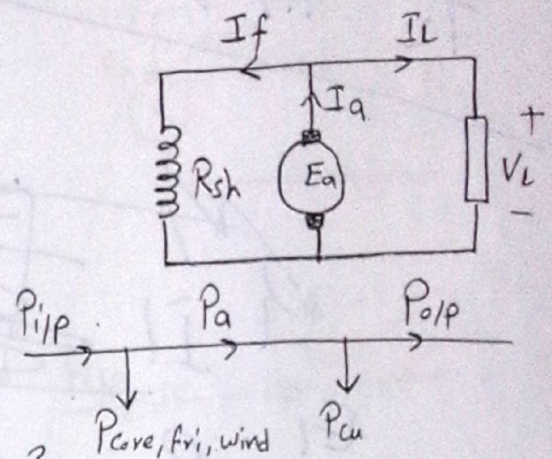 If IL
Ia
Rsh Ea + VL -
Pi/p Pa Po/p
Pcore, fri, wind Pcu